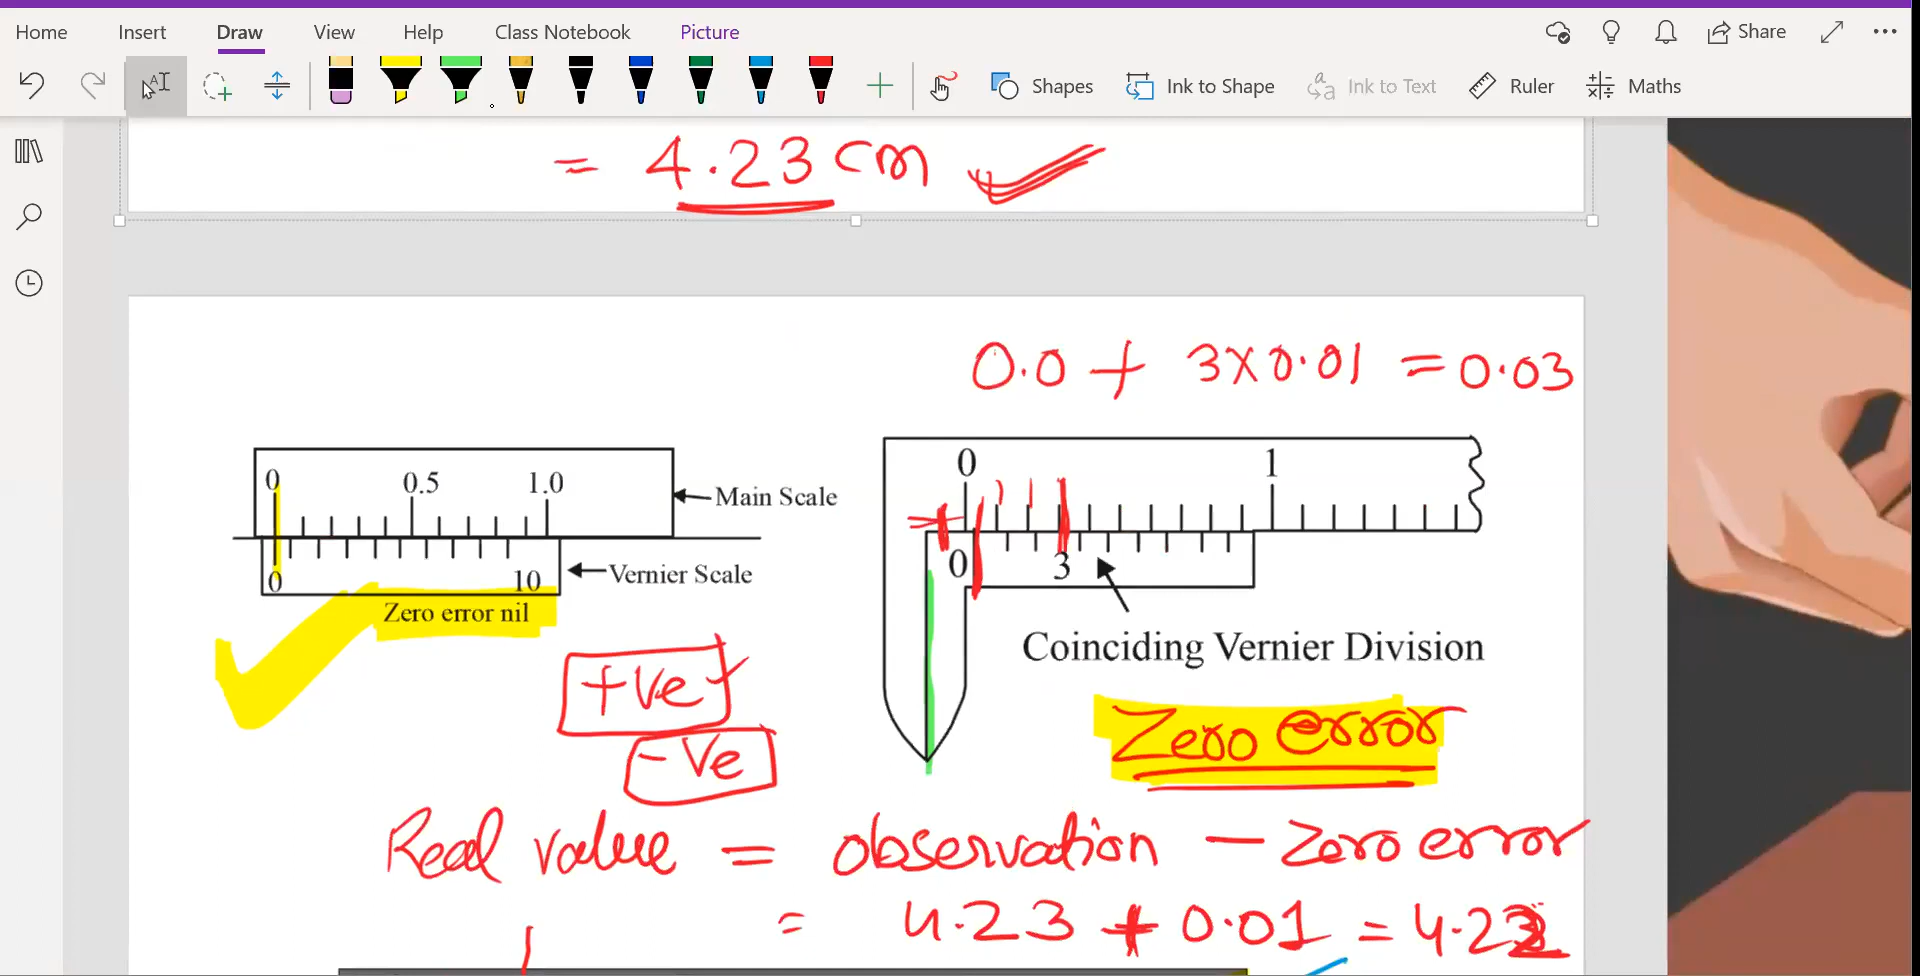 Home Insert Draw View Help Class Notebook Picture Share
Shapes Ink to Shape Ink to Text Ruler Maths
= 4.23 cm
0.0 + 3×0.01 = 0.03
0 0.5 1.0 Main Scale
0 10 Vernier Scale
Zero error nil
0 1
0 3
Coinciding Vernier Division
Zero error
+ve
-ve
Real value = observation - zero error
= 4.23 + 0.01 = 4.22